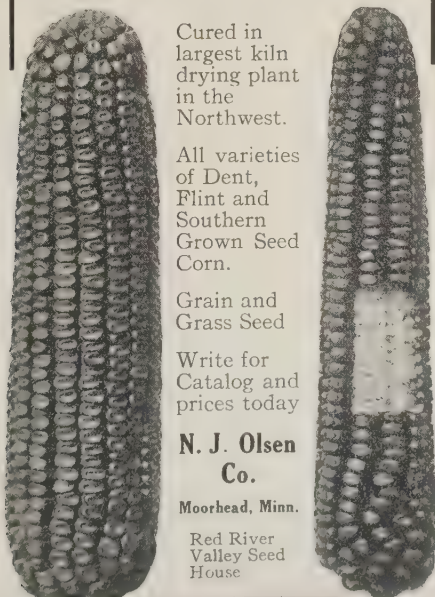 Cured in
largest kiln
drying plant
in the
Northwest.
All varieties
of Dent,
Flint and
Southern
Grown Seed
Corn.
Grain and
Grass Seed
Write for
Catalog and
prices today
N. J. Olsen
Co.
Moorhead, Minn.
Red River
Valley Seed
House